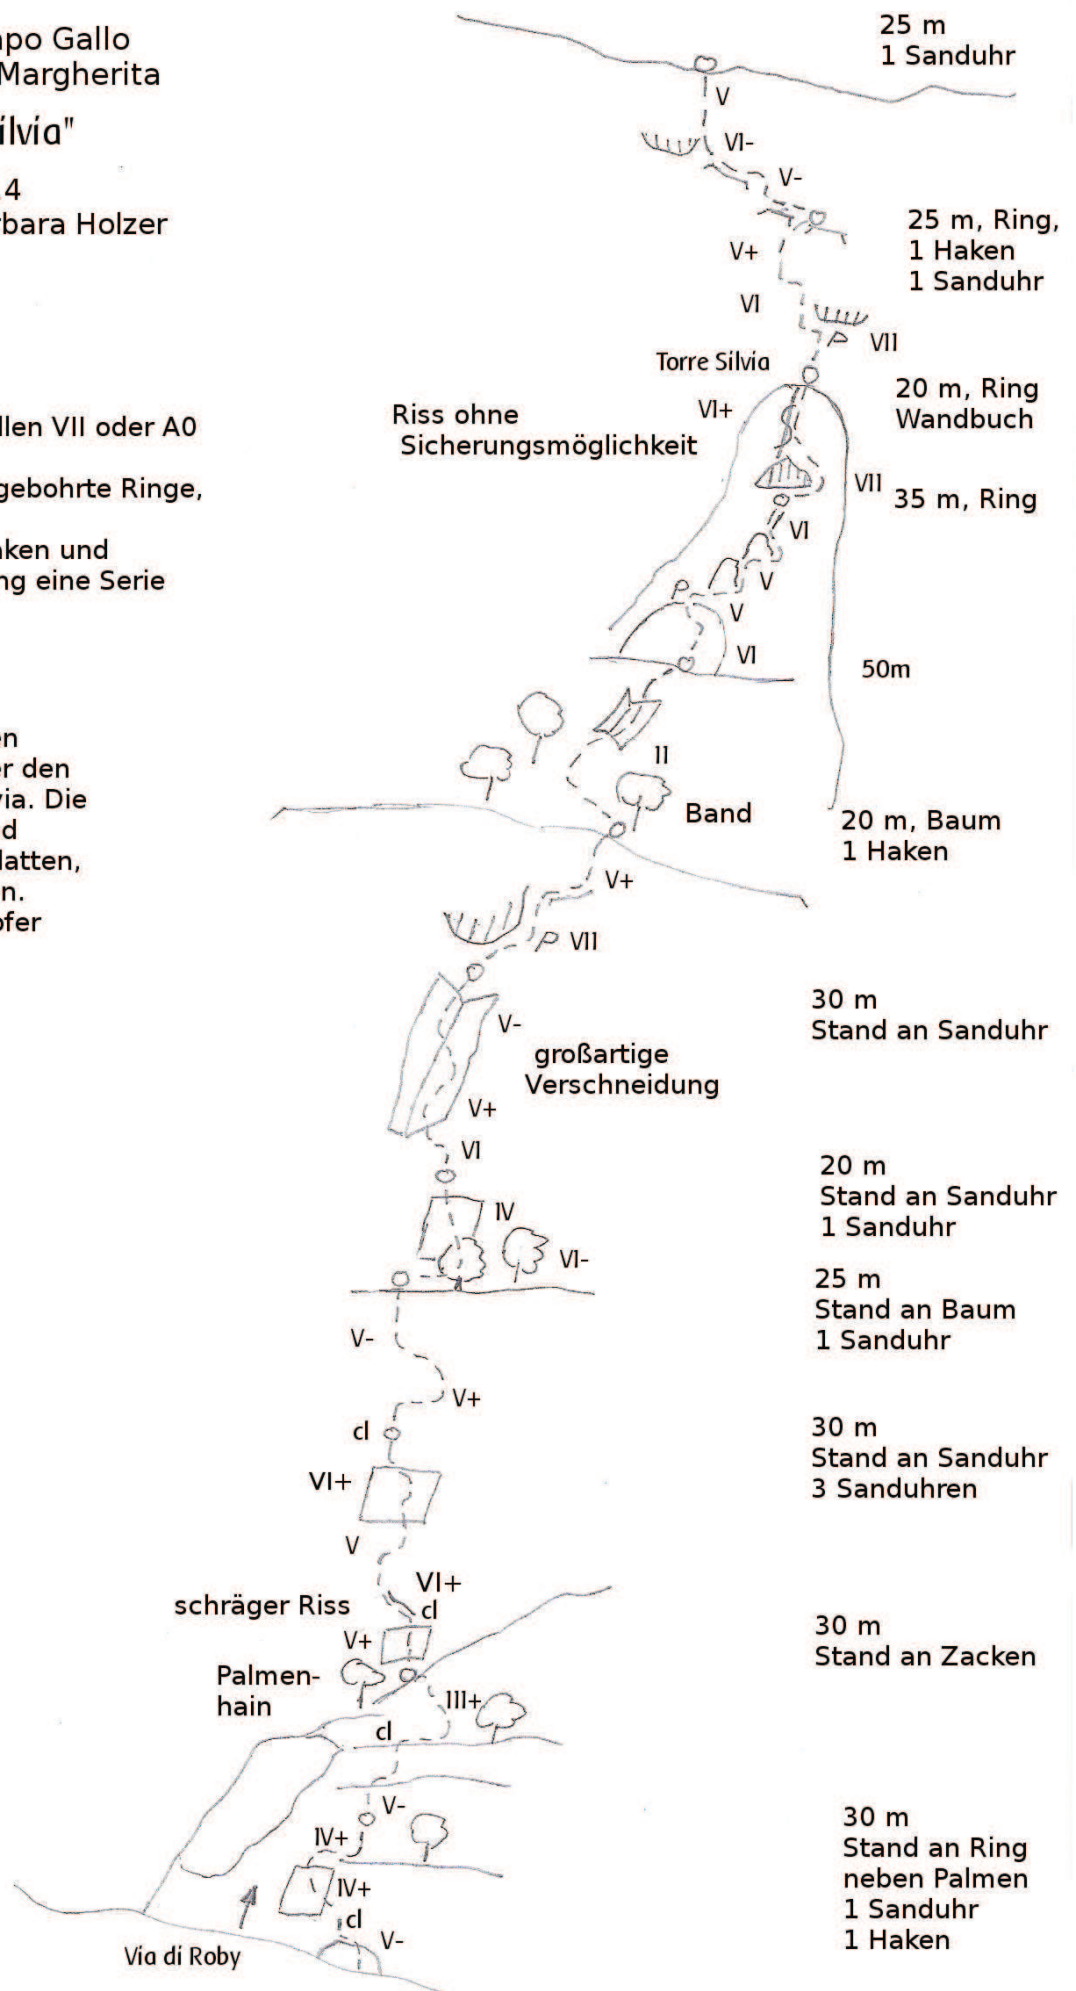 po Gallo
Margherita
ilvia"
4
bara Holzer
llen VII oder A0
gebohrte Ringe,
ken und
ng eine Serie
en
er den
via. Die
d
latten,
n.
ofer
25 m
1 Sanduhr
V
VI-
V-
25 m, Ring,
1 Haken
1 Sanduhr
V+
VI
VII
Torre Silvia
20 m, Ring
Wandbuch
VI+
Riss ohne
Sicherungsmöglichkeit
VII
35 m, Ring
VI
V
V
VI
50m
II
Band
20 m, Baum
1 Haken
V+
VII
30 m
Stand an Sanduhr
V-
großartige
Verschneidung
V+
VI
20 m
Stand an Sanduhr
1 Sanduhr
IV
VI-
25 m
Stand an Baum
1 Sanduhr
V-
V+
cl
30 m
Stand an Sanduhr
3 Sanduhren
VI+
V
VI+
schräger Riss
cl
V+
30 m
Stand an Zacken
Palmen-
hain
III+
cl
V-
IV+
30 m
Stand an Ring
neben Palmen
1 Sanduhr
1 Haken
IV+
cl
V-
Via di Roby